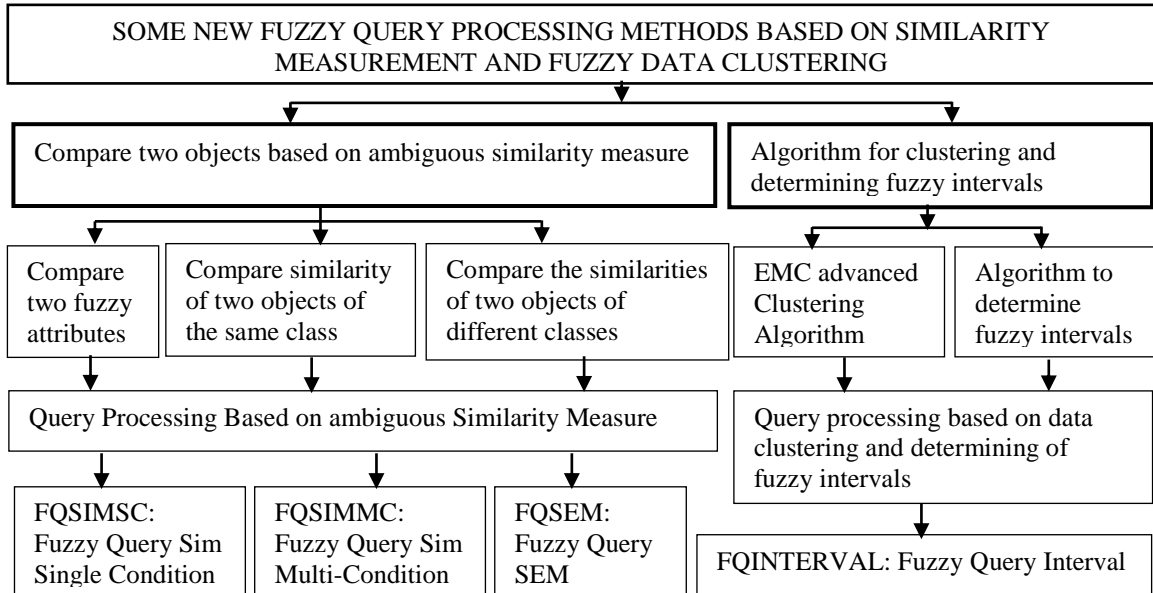 SOME NEW FUZZY QUERY PROCESSING METHODS BASED ON SIMILARITY
MEASUREMENT AND FUZZY DATA CLUSTERING
Compare two objects based on ambiguous similarity measure
Algorithm for clustering and
determining fuzzy intervals
Compare
two fuzzy
attributes
Compare similarity
of two objects of
the same class
Compare the similarities
of two objects of
different classes
EMC advanced
Clustering
Algorithm
Algorithm to
determine
fuzzy intervals
Query Processing Based on ambiguous Similarity Measure
Query processing based on data
clustering and determining of
fuzzy intervals
FQSIMSC:
Fuzzy Query Sim
Single Condition
FQSIMMC:
Fuzzy Query Sim
Multi-Condition
FQSEM:
Fuzzy Query
SEM
FQINTERVAL: Fuzzy Query Interval